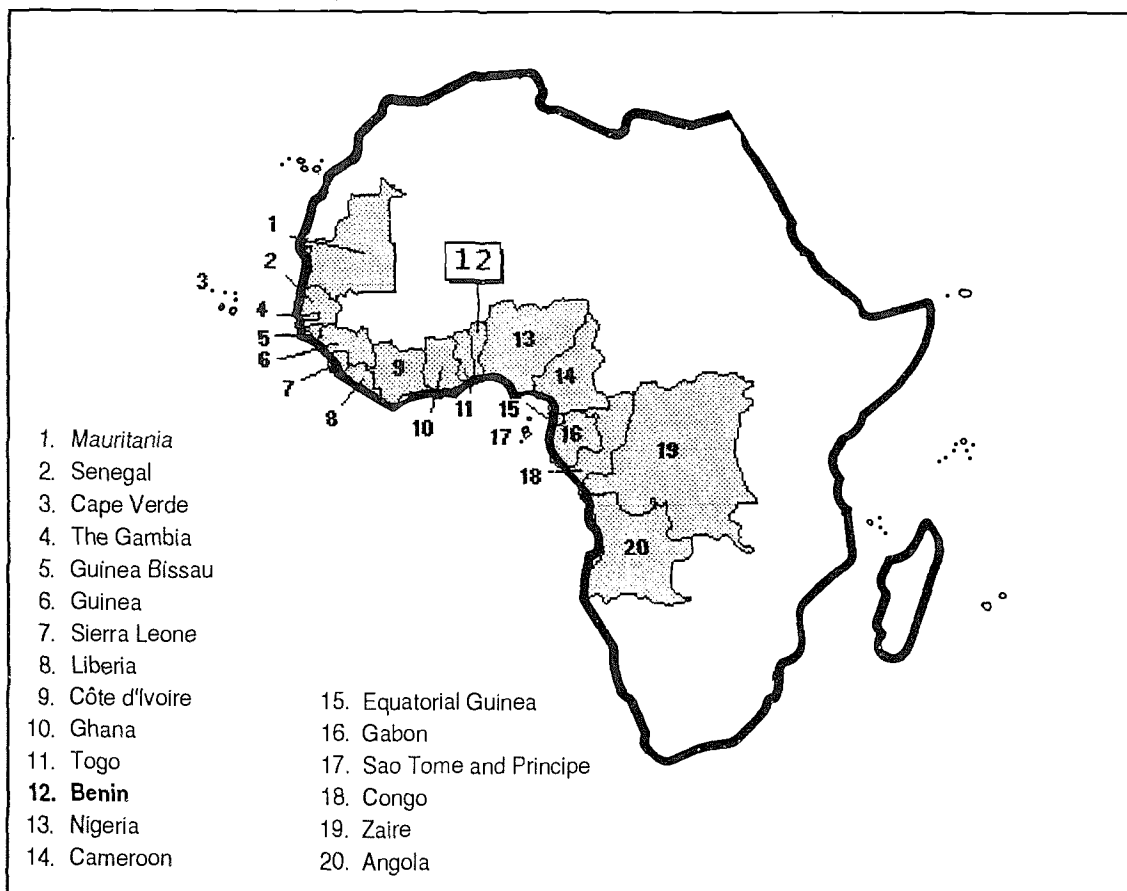 1
2
12
3
4
5
6
13
9
14
7
8
11
15
10
17
16
18
19
20
1. Mauritania
2. Senegal
3. Cape Verde
4. The Gambia
5. Guinea Bissau
6. Guinea
7. Sierra Leone
8. Liberia
9. Côte d'Ivoire
10. Ghana
11. Togo
12. Benin
13. Nigeria
14. Cameroon
15. Equatorial Guinea
16. Gabon
17. Sao Tome and Principe
18. Congo
19. Zaire
20. Angola